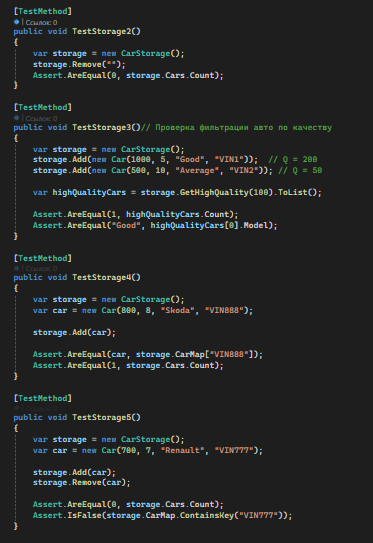 [TestMethod]
| Ссылок: 0
public void TestStorage2()
{
var storage = new CarStorage();
storage.Remove("");
Assert.AreEqual(0, storage.Cars.Count);
}
[TestMethod]
| Ссылок: 0
public void TestStorage3()// Проверка фильтрации авто по качеству
{
var storage = new CarStorage();
storage.Add(new Car(1000, 5, "Good", "VIN1"));  // Q = 200
storage.Add(new Car(500, 10, "Average", "VIN2")); // Q = 50
var highQualityCars = storage.GetHighQuality(100).ToList();
Assert.AreEqual(1, highQualityCars.Count);
Assert.AreEqual("Good", highQualityCars[0].Model);
}
[TestMethod]
| Ссылок: 0
public void TestStorage4()
{
var storage = new CarStorage();
var car = new Car(800, 8, "Skoda", "VIN888");
storage.Add(car);
Assert.AreEqual(car, storage.CarMap["VIN888"]);
Assert.AreEqual(1, storage.Cars.Count);
}
[TestMethod]
public void TestStorage5()
{
var storage = new CarStorage();
var car = new Car(700, 7, "Renault", "VIN777");
storage.Add(car);
storage.Remove(car);
Assert.AreEqual(0, storage.Cars.Count);
Assert.IsFalse(storage.CarMap.ContainsKey("VIN777"));
}